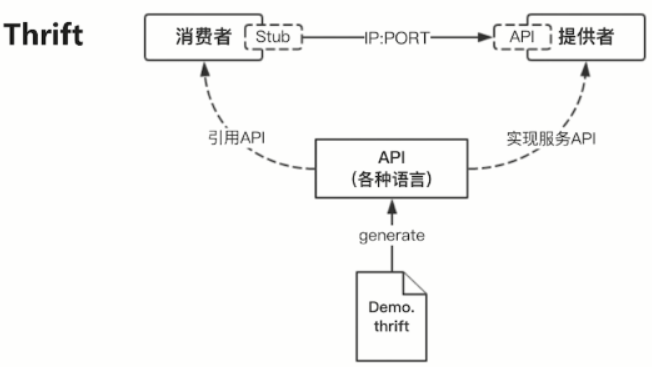 Thrift
消费者
Stub
IP:PORT
API
提供者
引用API
实现服务API
API
（各种语言）
generate
Demo.
thrift